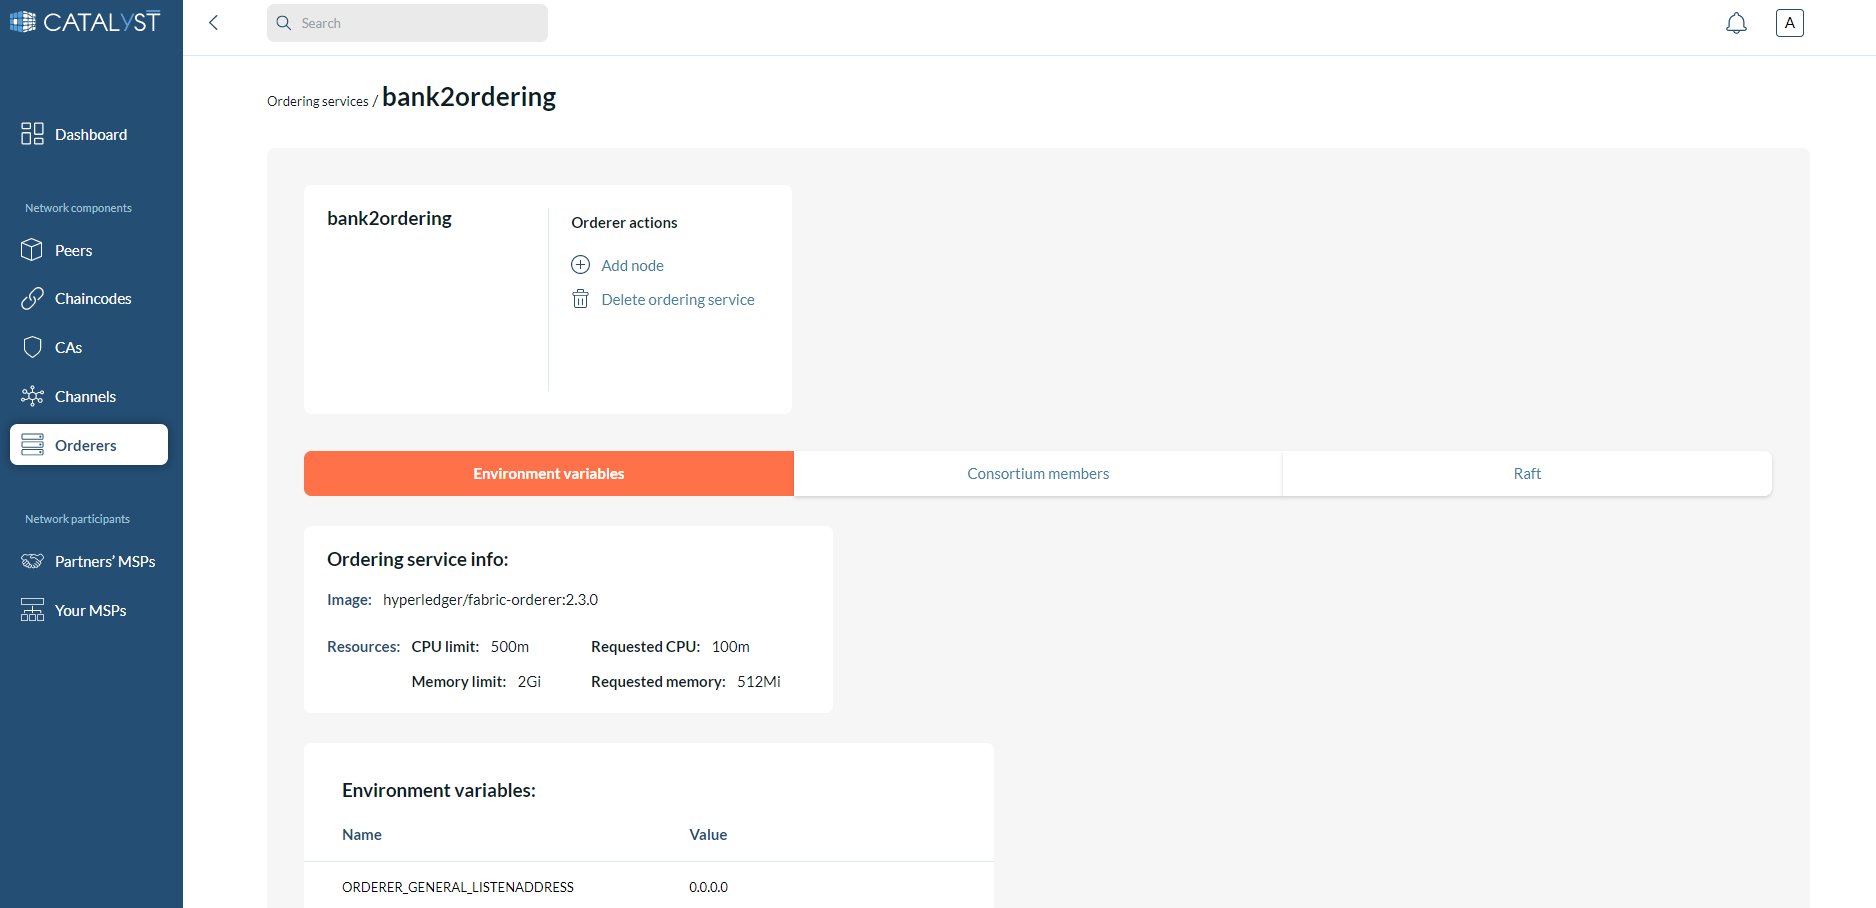 CATALYST
Search
A
Ordering services / bank2ordering
Dashboard
Network components
Peers
Chaincodes
CAs
Channels
Orderers
Network participants
Partners’ MSPs
Your MSPs
bank2ordering
Orderer actions
Add node
Delete ordering service
Environment variables
Consortium members
Raft
Ordering service info:
Image: hyperledger/fabric-orderer:2.3.0
Resources: CPU limit: 500m Requested CPU: 100m
Memory limit: 2Gi Requested memory: 512Mi
Environment variables:
Name Value
ORDERER_GENERAL_LISTENADDRESS 0.0.0.0